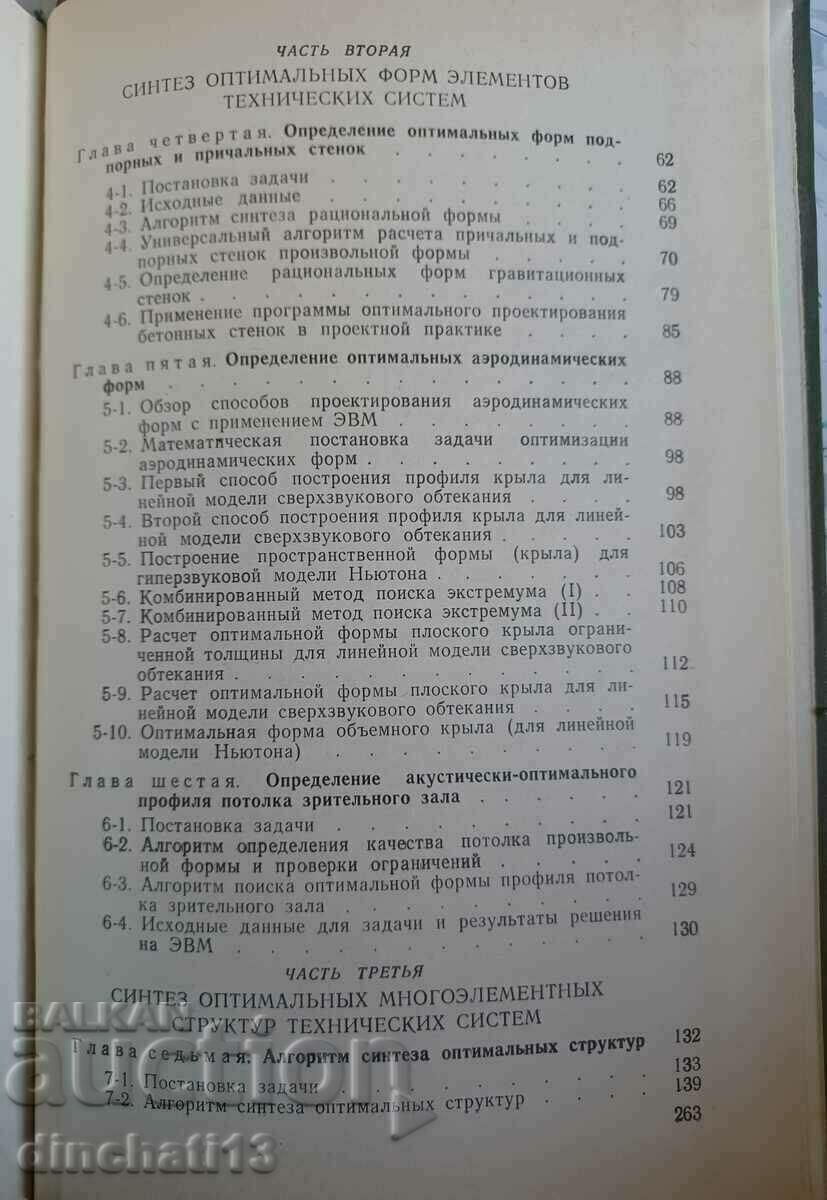 ЧАСТЬ ВТОРАЯ
СИНТЕЗ ОПТИМАЛЬНЫХ ФОРМ ЭЛЕМЕНТОВ
ТЕХНИЧЕСКИХ СИСТЕМ
Глава четвертая. Определение оптимальных форм под-
порных и причальных стенок . . . . . . . 62
4-1. Постановка задачи . . . . . . . . 62
4-2. Исходные данные . . . . . . . . 66
4-3. Алгоритм синтеза рациональной формы . . . . 69
4-4. Универсальный алгоритм расчета причальных и под-
порных стенок произвольной формы . . . . . 70
4-5. Определение рациональных форм гравитационных
стенок . . . . . . . . . . . . . 79
4-6. Применение программы оптимального проектирования
бетонных стенок в проектной практике . . . . 85
Глава пятая. Определение оптимальных аэродинамических
форм . . . . . . . . . . . . . . 88
5-1. Обзор способов проектирования аэродинамических
форм с применением ЭВМ . . . . . . . 88
5-2. Математическая постановка задачи оптимизации
аэродинамических форм . . . . . . . . 98
5-3. Первый способ построения профиля крыла для ли-
нейной модели сверхзвукового обтекания . . . . 98
5-4. Второй способ построения профиля крыла для линей-
ной модели сверхзвукового обтекания . . . . . 103
5-5. Построение пространственной формы (крыла) для
гиперзвуковой модели Ньютона . . . . . . . 106
5-6. Комбинированный метод поиска экстремума (I) . . 108
5-7. Комбинированный метод поиска экстремума (II) . . 110
5-8. Расчет оптимальной формы плоского крыла ограни-
ченной толщины для линейной модели сверхзвукового
обтекания . . . . . . . . . . . . 112
5-9. Расчет оптимальной формы плоского крыла для ли-
нейной модели сверхзвукового обтекания . . . . 115
5-10. Оптимальная форма объемного крыла (для линейной
модели Ньютона) . . . . . . . . . 119
Глава шестая. Определение акустически-оптимального
профиля потолка зрительного зала . . . . . 121
6-1. Постановка задачи . . . . . . . . . 121
6-2. Алгоритм определения качества потолка произволь-
ной формы и проверки ограничений . . . . . 124
6-3. Алгоритм поиска оптимальной формы профиля потол-
ка зрительного зала . . . . . . . . . 129
6-4. Исходные данные для задачи и результаты решения
на ЭВМ . . . . . . . . . . . . 130
ЧАСТЬ ТРЕТЬЯ
СИНТЕЗ ОПТИМАЛЬНЫХ МНОГОЭЛЕМЕНТНЫХ
СТРУКТУР ТЕХНИЧЕСКИХ СИСТЕМ
Глава седьмая. Алгоритм синтеза оптимальных структур 132
7-1. Постановка задачи . . . . . . . . . 133
7-2. Алгоритм синтеза оптимальных структур . . . . 139
263
BALKAN
auction
dinchati13